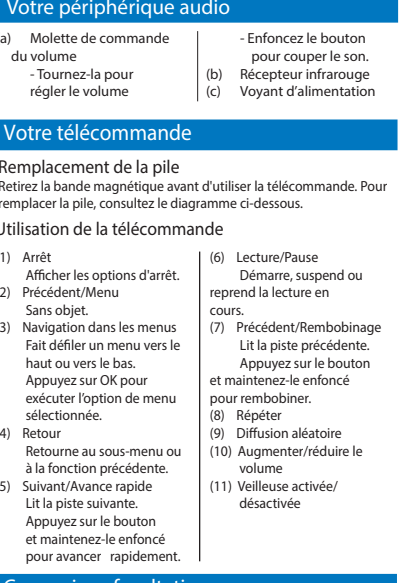 Votre périphérique audio
a) Molette de commande
du volume
- Tournez-la pour
régler le volume
- Enfoncez le bouton
pour couper le son.
(b) Récepteur infrarouge
(c) Voyant d'alimentation
Votre télécommande
Remplacement de la pile
Retirez la bande magnétique avant d'utiliser la télécommande. Pour
remplacer la pile, consultez le diagramme ci-dessous.
Utilisation de la télécommande
1) Arrêt
Afficher les options d'arrêt.
2) Précédent/Menu
Sans objet.
3) Navigation dans les menus
Fait défiler un menu vers le
haut ou vers le bas.
Appuyez sur OK pour
exécuter l'option de menu
sélectionnée.
4) Retour
Retourne au sous-menu ou
à la fonction précédente.
5) Suivant/Avance rapide
Lit la piste suivante.
Appuyez sur le bouton
et maintenez-le enfoncé
pour avancer rapidement.
(6) Lecture/Pause
Démarre, suspend ou
reprend la lecture en
cours.
(7) Précédent/Rembobinage
Lit la piste précédente.
Appuyez sur le bouton
et maintenez-le enfoncé
pour rembobiner.
(8) Répéter
(9) Diffusion aléatoire
(10) Augmenter/réduire le
volume
(11) Veilleuse activée/
désactivée